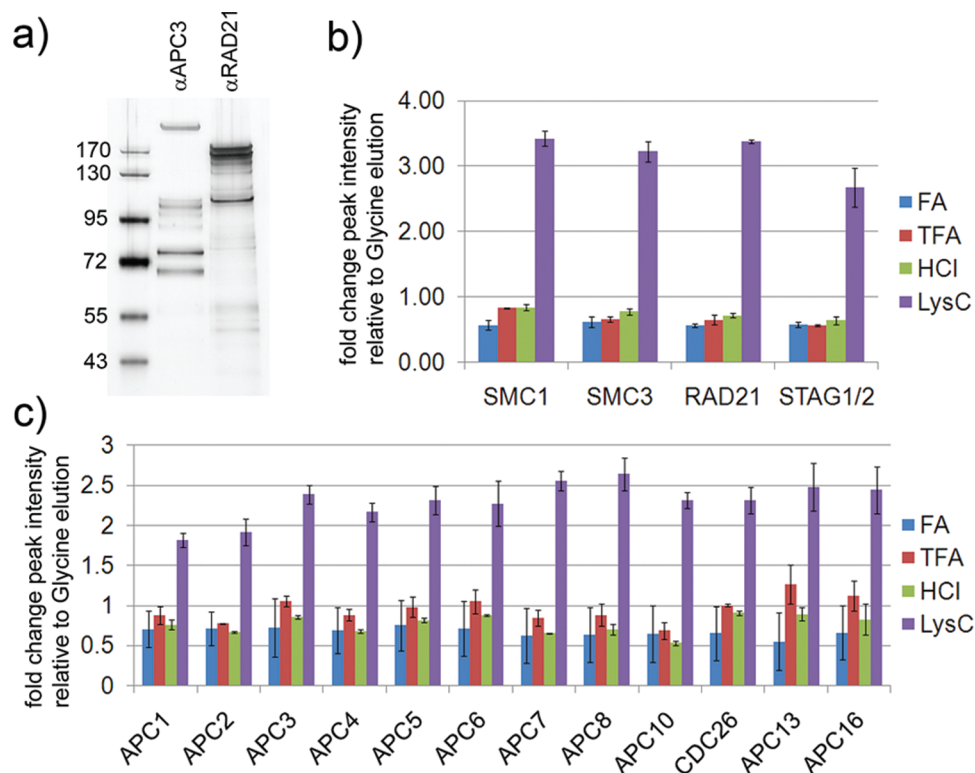 a)
αAPC3
αRAD21
170
130
95
72
55
43
b)
fold change peak intensity
relative to Glycine elution
4.00
3.00
2.00
1.00
0.00
SMC1 SMC3 RAD21 STAG1/2
FA
TFA
HCl
LysC
c)
fold change peak intensity
relative to Glycine elution
3
2.5
2
1.5
1
0.5
0
APC1 APC2 APC3 APC4 APC5 APC6 APC7 APC8 APC10 CDC26 APC13 APC16
FA
TFA
HCl
LysC